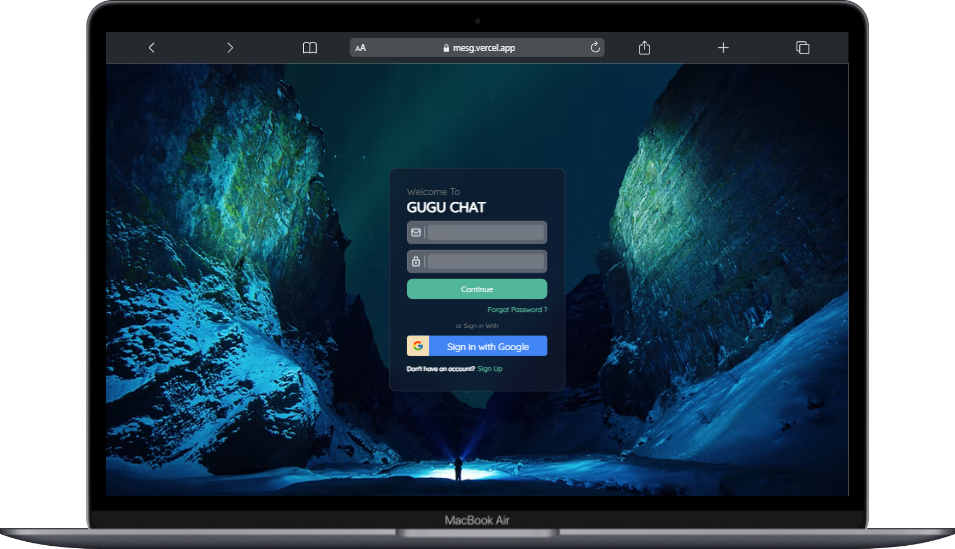 AA mesg.vercel.app
Welcome To
GUGU CHAT
Continue
Forgot Password ?
or Sign in With
G Sign in with Google
Don't have an account? Sign Up
MacBook Air